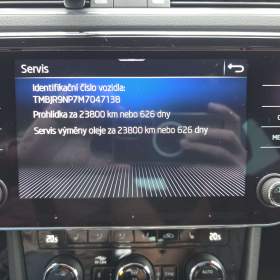 Servis
Identifikační číslo vozidla:
TMBJR9NP7M7047138
Prohlídka za 23800 km nebo 626 dny
Servis výměny oleje za 23800 km nebo 626 dny